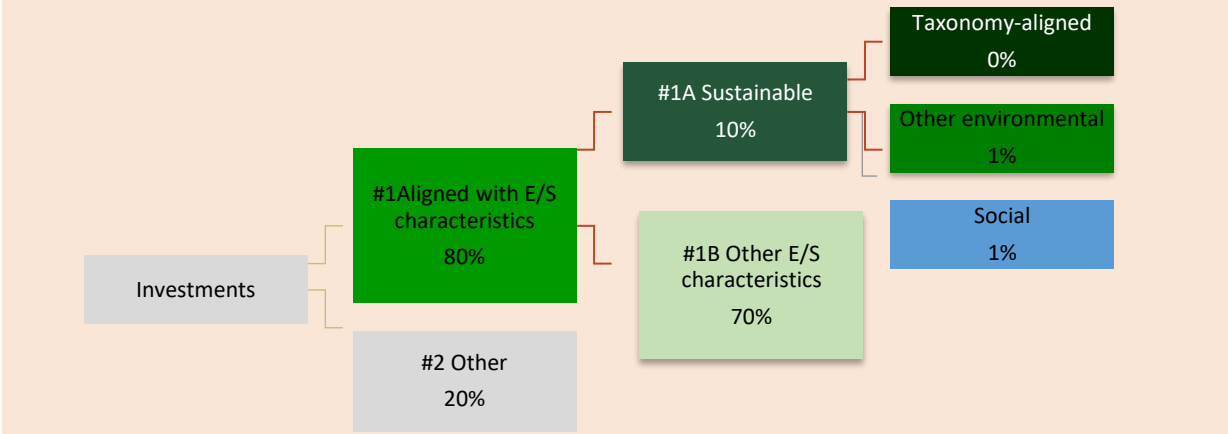 Investments
#1Aligned with E/S
characteristics
80%
#2 Other
20%
#1A Sustainable
10%
#1B Other E/S
characteristics
70%
Taxonomy-aligned
0%
Other environmental
1%
Social
1%